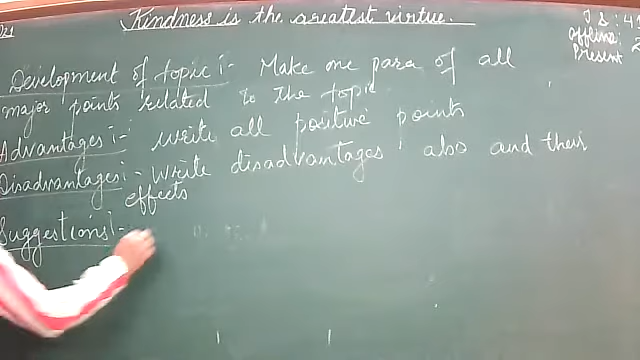 Kindness is the greatest virtue.
Offline:
Present 2
Development of topic :- Make one para of all
major points related to the topic
Advantages :- write all positive points
Disadvantages :- Write disadvantages also and their
effects
Suggestions :-